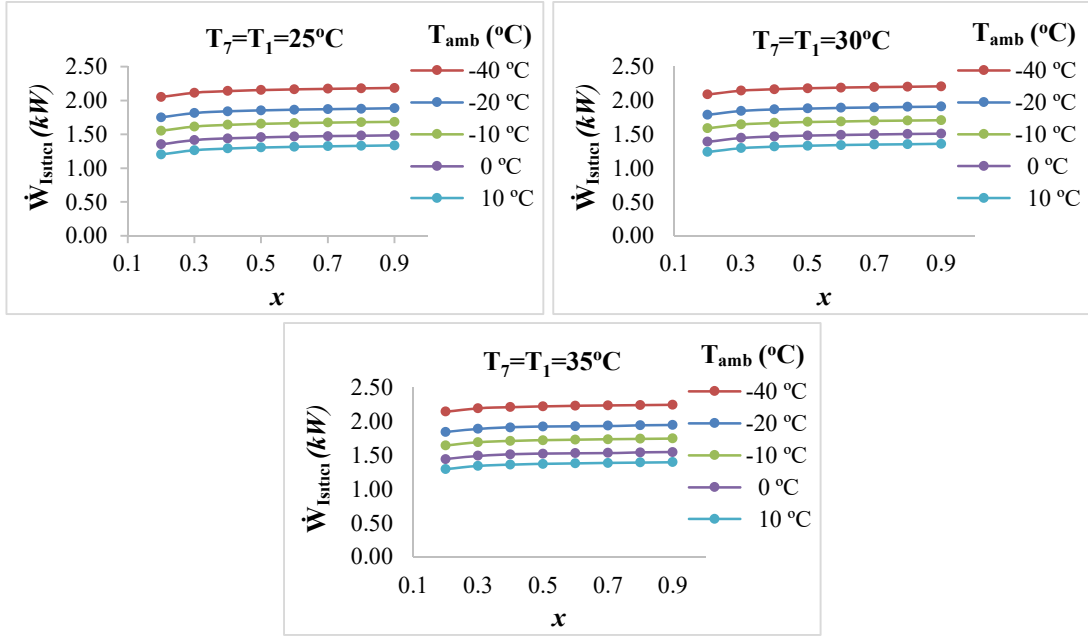 T7=T1=25ºC
Tamb (ºC)
2.50
2.00
1.50
1.00
0.50
0.00
ẆIsıtıcı (kW)
-40 ºC
-20 ºC
-10 ºC
0 ºC
10 ºC
0.1 0.3 0.5 0.7 0.9
x
T7=T1=30ºC
Tamb (ºC)
2.50
2.00
1.50
1.00
0.50
0.00
ẆIsıtıcı (kW)
-40 ºC
-20 ºC
-10 ºC
0 ºC
10 ºC
0.1 0.3 0.5 0.7 0.9
x
T7=T1=35ºC
Tamb (ºC)
2.50
2.00
1.50
1.00
0.50
0.00
ẆIsıtıcı (kW)
-40 ºC
-20 ºC
-10 ºC
0 ºC
10 ºC
0.1 0.3 0.5 0.7 0.9
x